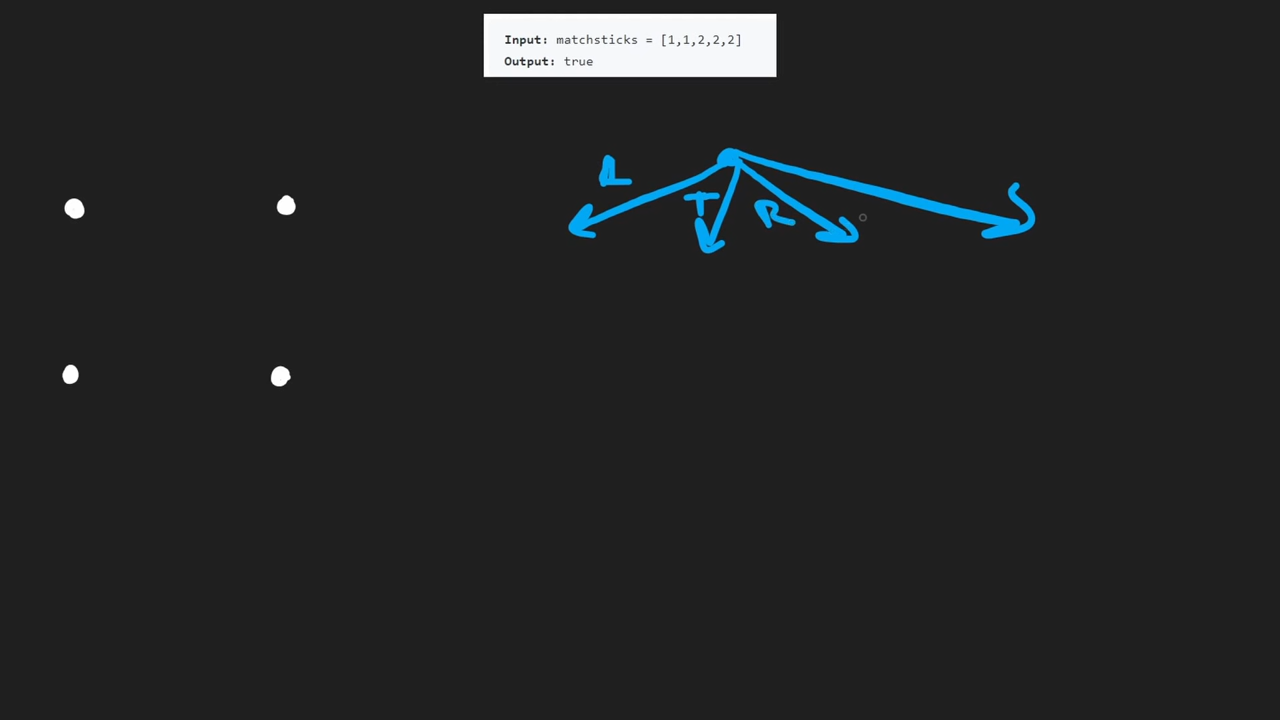 Input: matchsticks = [1,1,2,2,2]
Output: true
L
T
R